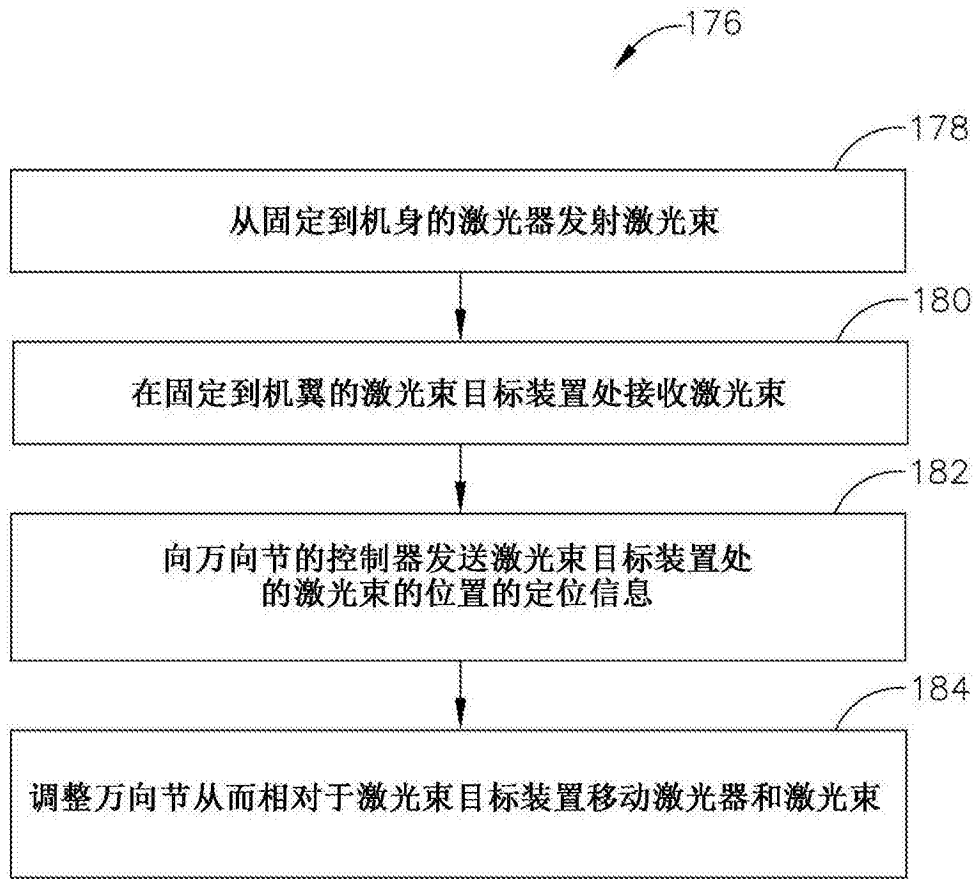 176
178
从固定到机身的激光器发射激光束
180
在固定到机翼的激光束目标装置处接收激光束
182
向万向节的控制器发送激光束目标装置处
的激光束的位置的定位信息
184
调整万向节从而相对于激光束目标装置移动激光器和激光束